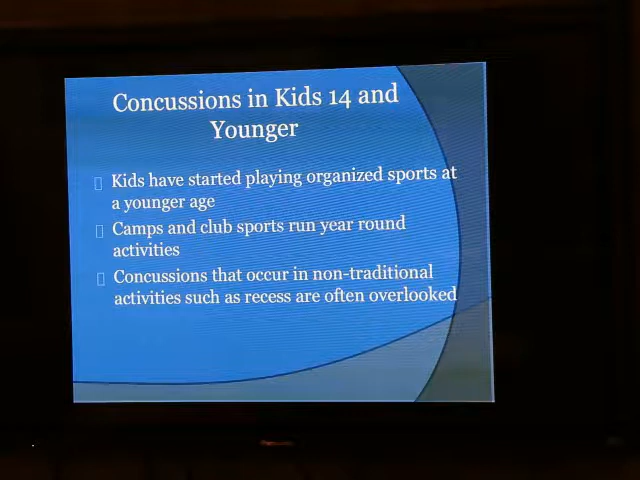 Concussions in Kids 14 and
Younger
Kids have started playing organized sports at
a younger age
Camps and club sports run year round
activities
Concussions that occur in non-traditional
activities such as recess are often overlooked